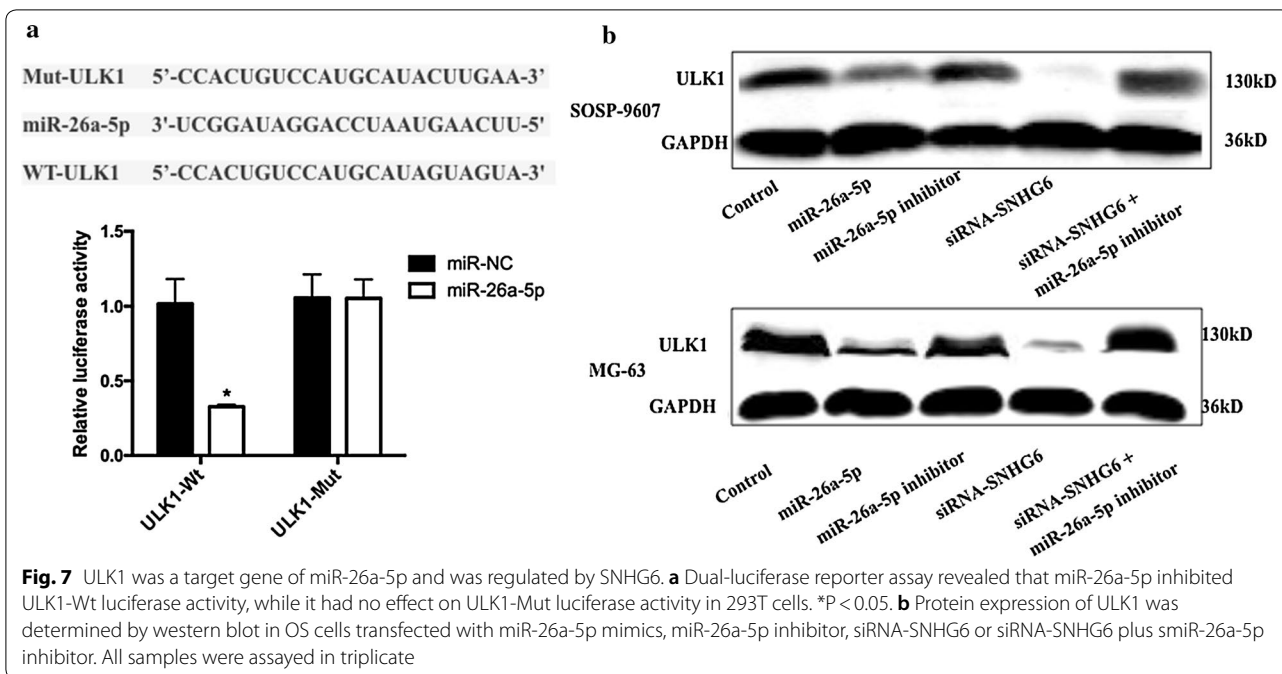 a
Mut-ULK1 5'-CCACUGUCCAUGCAUACUUGAA-3'
miR-26a-5p 3'-UCGGAUAGGACCUAAUGAACUU-5'
WT-ULK1 5'-CCACUGUCCAUGCAUAGUAGUA-3'
Relative luciferase activity
1.5
1.0
0.5
0.0
*
miR-NC
miR-26a-5p
ULK1-Wt
ULK1-Mut
b
SOSP-9607
ULK1
130kD
GAPDH
36kD
Control
miR-26a-5p
miR-26a-5p inhibitor
siRNA-SNHG6
siRNA-SNHG6 +
miR-26a-5p inhibitor
MG-63
ULK1
130kD
GAPDH
36kD
Control
miR-26a-5p
miR-26a-5p inhibitor
siRNA-SNHG6
siRNA-SNHG6 +
miR-26a-5p inhibitor
Fig. 7 ULK1 was a target gene of miR-26a-5p and was regulated by SNHG6. a Dual-luciferase reporter assay revealed that miR-26a-5p inhibited
ULK1-Wt luciferase activity, while it had no effect on ULK1-Mut luciferase activity in 293T cells. *P < 0.05. b Protein expression of ULK1 was
determined by western blot in OS cells transfected with miR-26a-5p mimics, miR-26a-5p inhibitor, siRNA-SNHG6 or siRNA-SNHG6 plus smiR-26a-5p
inhibitor. All samples were assayed in triplicate